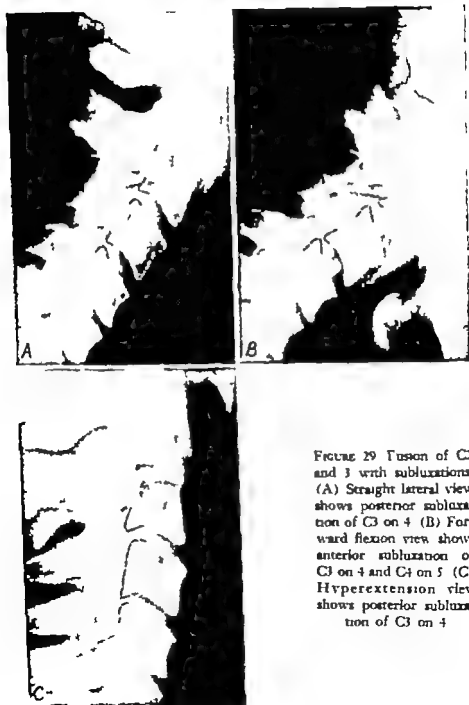 A
B
C
FIGURE 29 Fusion of C2
and 3 with subluxations
(A) Straight lateral view
shows posterior subluxa
tion of C3 on 4 (B) For
ward flexion view shows
anterior subluxation of
C3 on 4 and C4 on 5 (C)
Hyperextension view
shows posterior subluxa
tion of C3 on 4